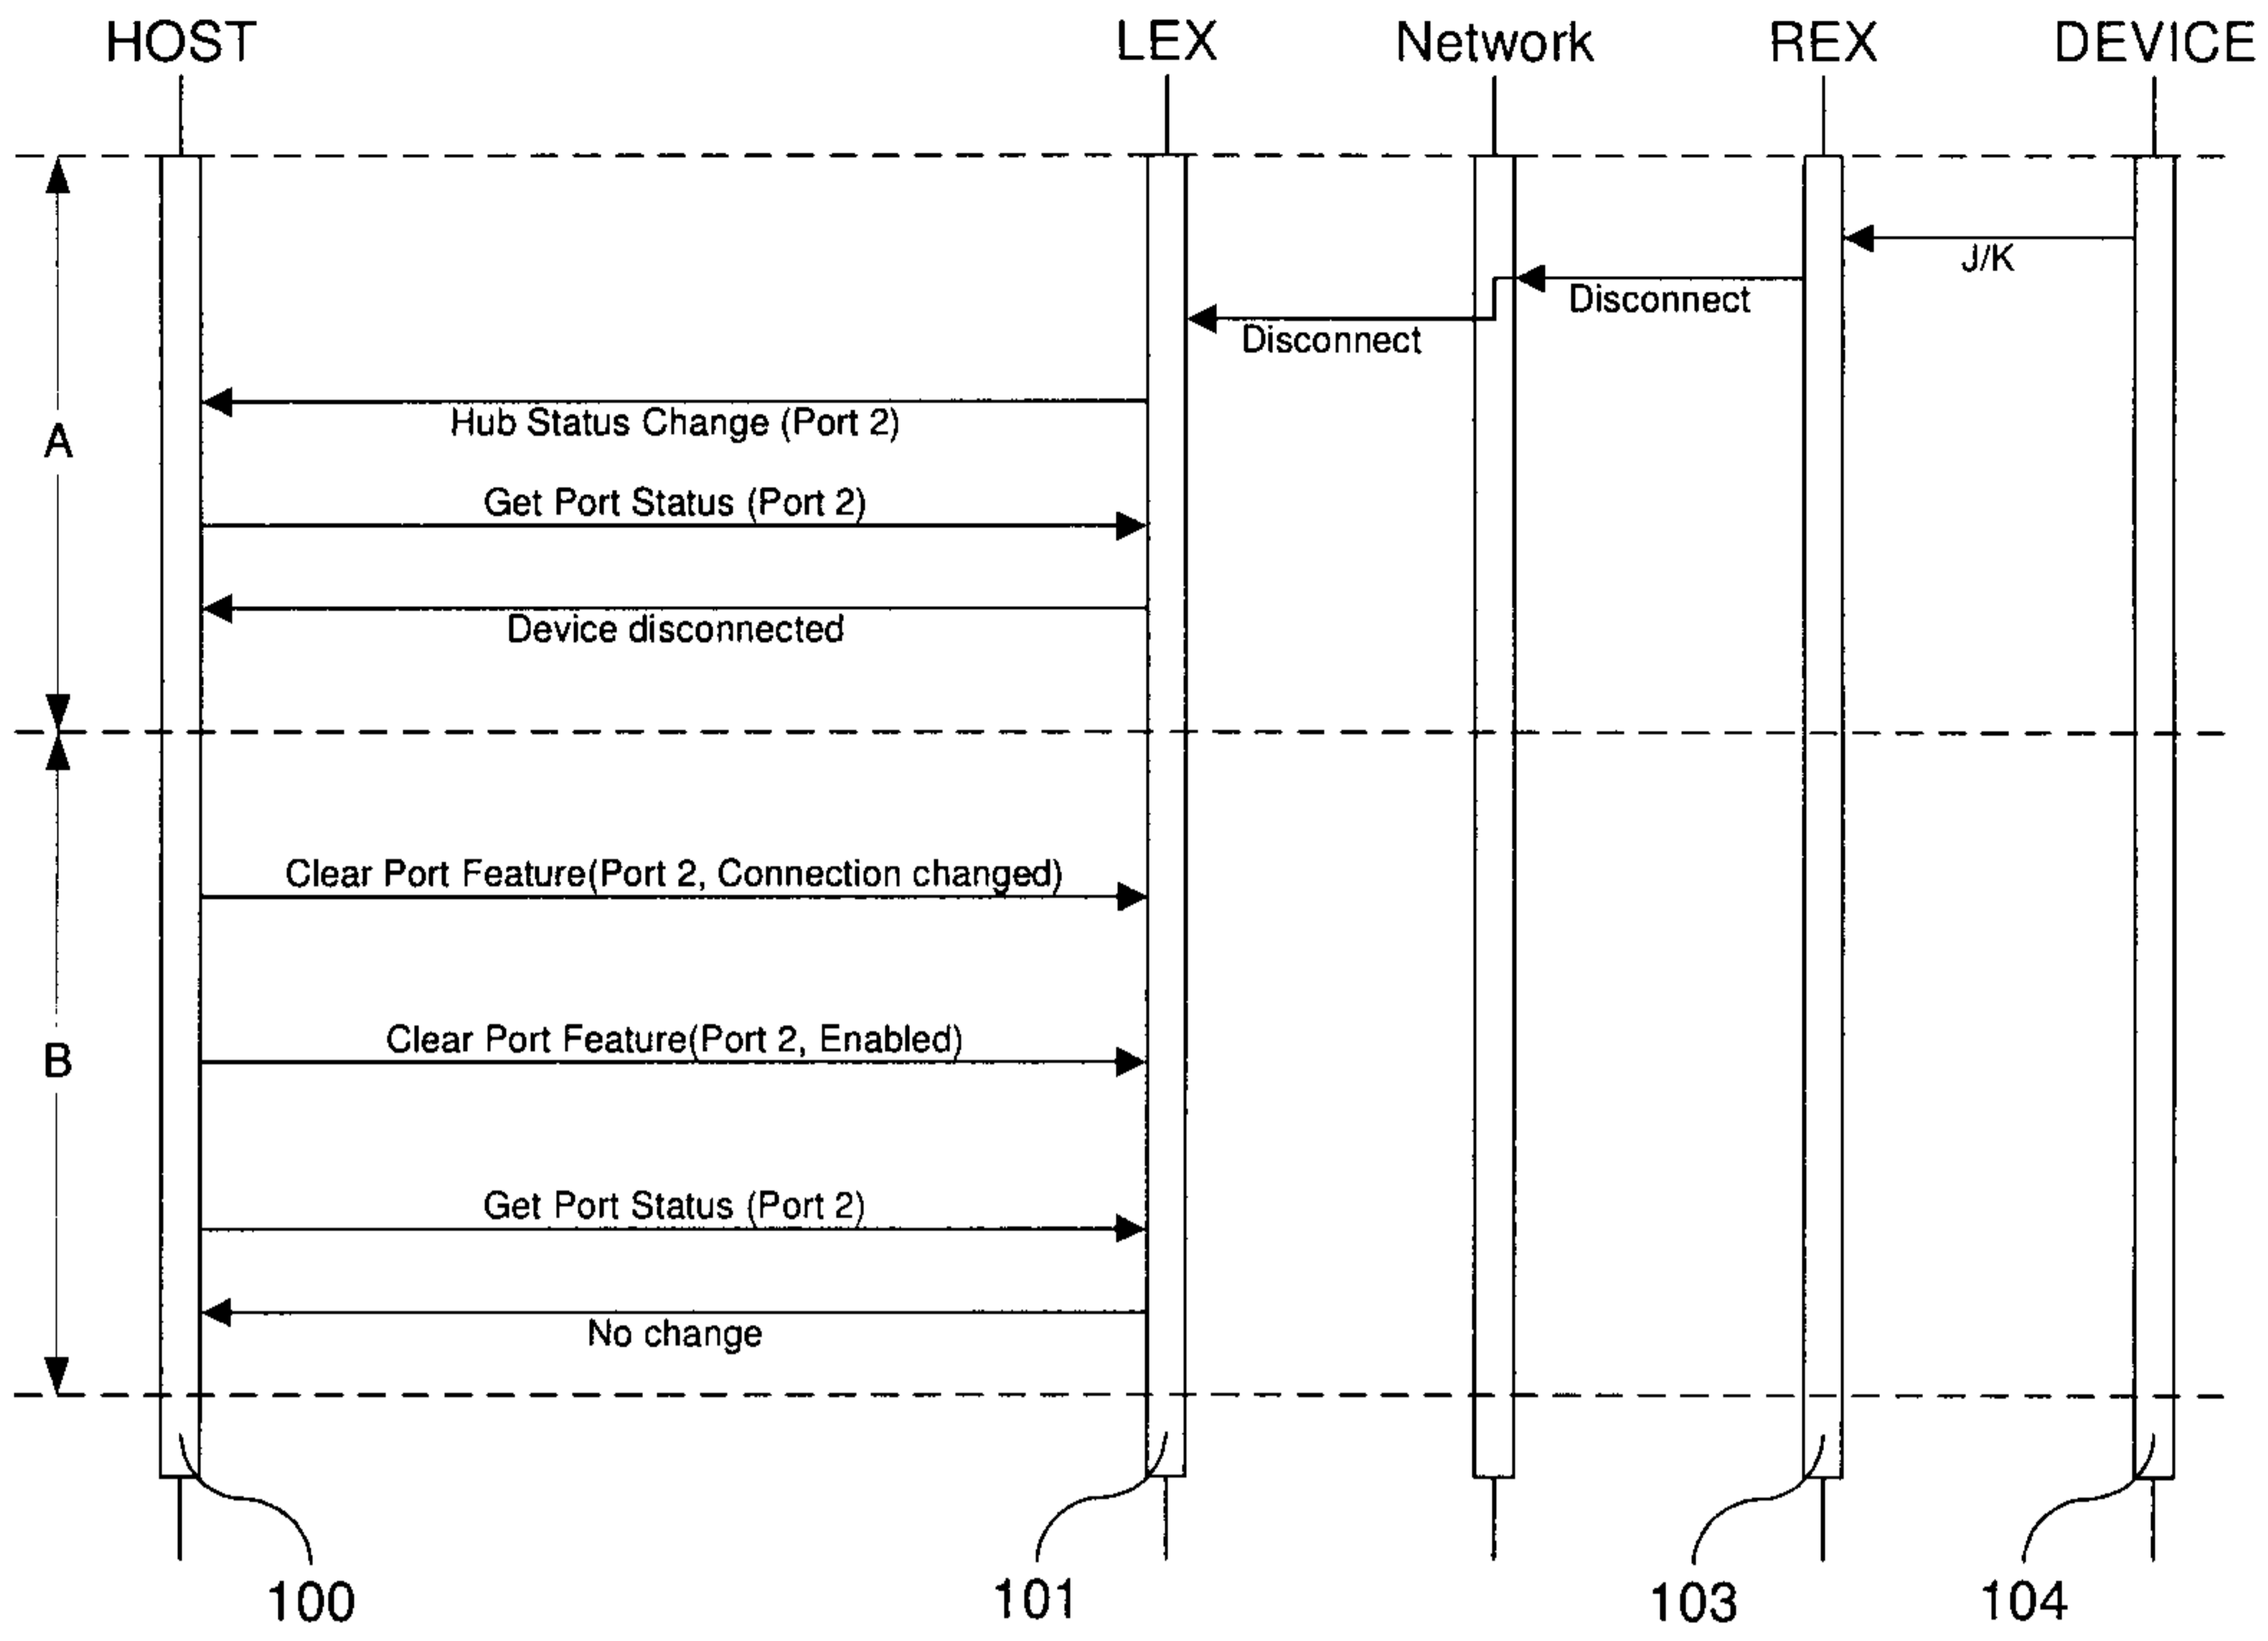 HOST LEX Network REX DEVICE
J/K
Disconnect
Disconnect
Hub Status Change (Port 2)
A
Get Port Status (Port 2)
Device disconnected
Clear Port Feature(Port 2, Connection changed)
Clear Port Feature(Port 2, Enabled)
B
Get Port Status (Port 2)
No change
100 101 103 104